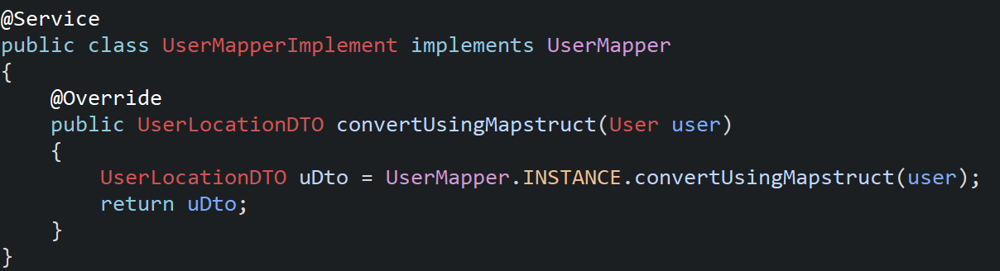 @Service
public class UserMapperImplement implements UserMapper
{
    @Override
    public UserLocationDTO convertUsingMapstruct(User user)
    {
        UserLocationDTO uDto = UserMapper.INSTANCE.convertUsingMapstruct(user);
        return uDto;
    }
}